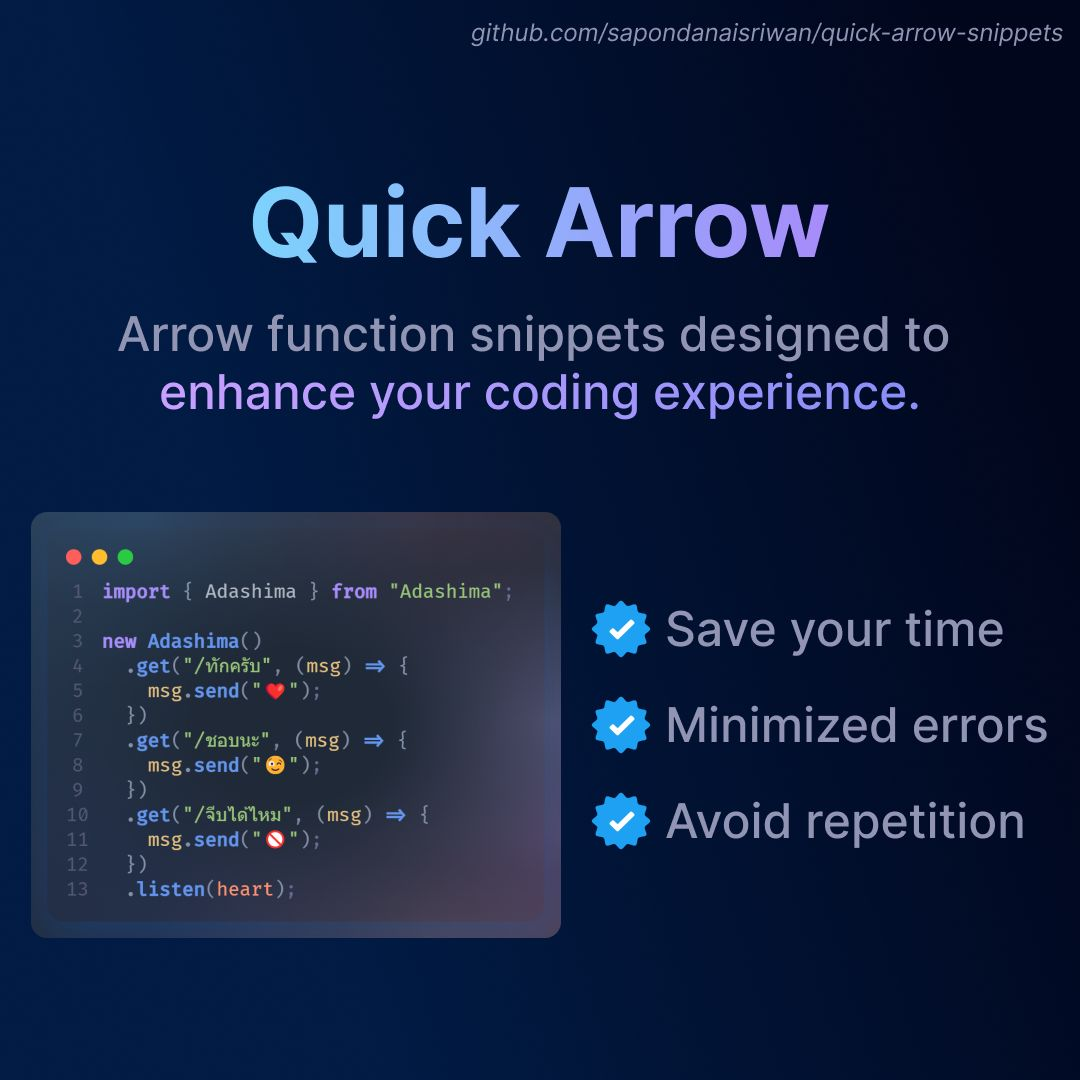 github.com/sapondanaisriwan/quick-arrow-snippets
Quick Arrow
Arrow function snippets designed to
enhance your coding experience.
1 import { Adashima } from "Adashima";
2
3 new Adashima()
4   .get("/ทักครับ", (msg) => {
5     msg.send("❤️");
6   })
7   .get("/ชอบนะ", (msg) => {
8     msg.send("😉");
9   })
10   .get("/จีบได้ไหม", (msg) => {
11     msg.send("🚫");
12   })
13   .listen(heart);
Save your time
Minimized errors
Avoid repetition